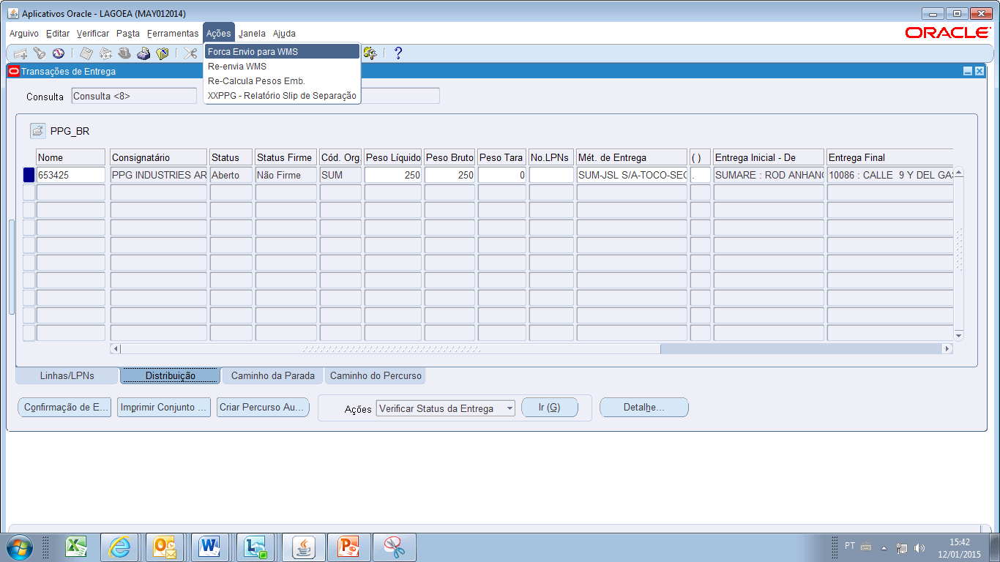 Aplicativos Oracle - LAGOEA (MAY012014)
Arquivo Editar Verificar Pasta Ferramentas Ações Janela Ajuda
ORACLE
Forca Envio para WMS
Re-envia WMS
Re-Calcula Pesos Emb.
XXPPG - Relatório Slip de Separação
Transações de Entrega
Consulta Consulta <8>
PPG_BR
Nome Consignatário Status Status Firme Cód. Org. Peso Líquido Peso Bruto Peso Tara No.LPNs Mét. de Entrega ( ) Entrega Inicial - De Entrega Final
653425 PPG INDUSTRIES AR Aberto Não Firme SUM 250 250 0 SUM-JSL S/A-TOCO-SEC . SUMARE : ROD ANHANG 10086 : CALLE 9 Y DEL GAS
Linhas/LPNs Distribuição Caminho da Parada Caminho do Percurso
Confirmação de E... Imprimir Conjunto ... Criar Percurso Au... Ações Verificar Status da Entrega Ir (G) Detalhe...
PT 15:42
12/01/2015